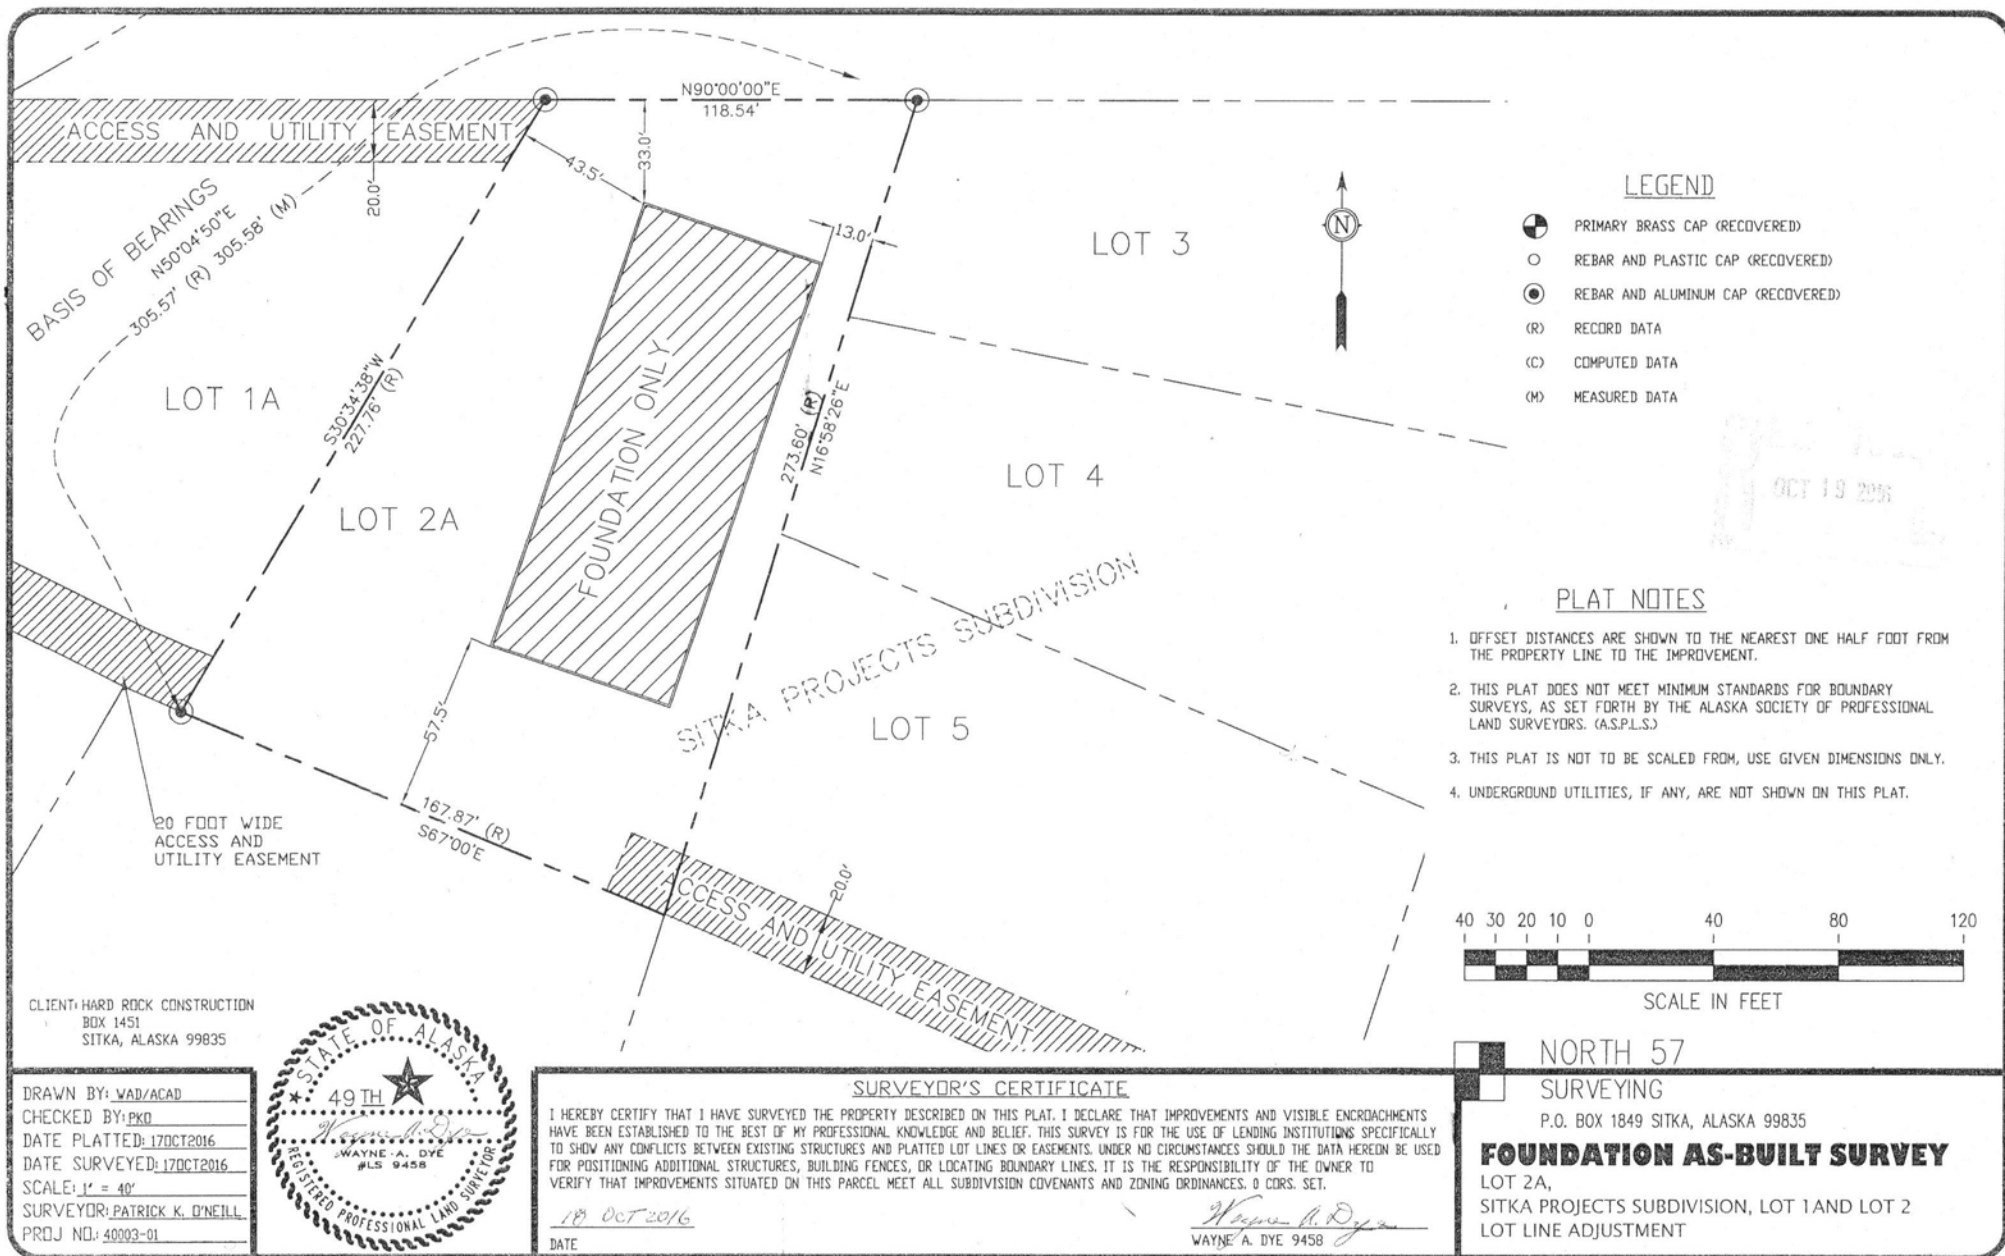 N90°00'00"E
118.54'
ACCESS AND UTILITY EASEMENT
20.0'
43.5'
33.0'
13.0'
BASIS OF BEARINGS
N50°04'50"E
305.57' (R) 305.58' (M)
LOT 1A
S30°34'38"W
227.76' (R)
LOT 2A
FOUNDATION ONLY
273.60' (R)
N16°58'26"E
LOT 3
LOT 4
SITKA PROJECTS SUBDIVISION
LOT 5
57.5'
167.87' (R)
S67°00'E
20 FOOT WIDE
ACCESS AND
UTILITY EASEMENT
20.0'
ACCESS AND UTILITY EASEMENT
N
LEGEND
PRIMARY BRASS CAP (RECOVERED)
REBAR AND PLASTIC CAP (RECOVERED)
REBAR AND ALUMINUM CAP (RECOVERED)
(R) RECORD DATA
(C) COMPUTED DATA
(M) MEASURED DATA
OCT 19
PLAT NOTES
1. OFFSET DISTANCES ARE SHOWN TO THE NEAREST ONE HALF FOOT FROM
THE PROPERTY LINE TO THE IMPROVEMENT.
2. THIS PLAT DOES NOT MEET MINIMUM STANDARDS FOR BOUNDARY
SURVEYS, AS SET FORTH BY THE ALASKA SOCIETY OF PROFESSIONAL
LAND SURVEYORS. (A.S.P.L.S.)
3. THIS PLAT IS NOT TO BE SCALED FROM, USE GIVEN DIMENSIONS ONLY.
4. UNDERGROUND UTILITIES, IF ANY, ARE NOT SHOWN ON THIS PLAT.
40 30 20 10 0 40 80 120
SCALE IN FEET
CLIENT: HARD ROCK CONSTRUCTION
BOX 1451
SITKA, ALASKA 99835
DRAWN BY: WAD/ACAD
CHECKED BY: PKO
DATE PLATTED: 17OCT2016
DATE SURVEYED: 17OCT2016
SCALE: 1" = 40'
SURVEYOR: PATRICK K. O'NEILL
PROJ NO.: 40003-01
STATE OF ALASKA
49 TH
Wayne A. Dye
WAYNE A. DYE
#LS 9458
REGISTERED PROFESSIONAL LAND SURVEYOR
SURVEYOR'S CERTIFICATE
I HEREBY CERTIFY THAT I HAVE SURVEYED THE PROPERTY DESCRIBED ON THIS PLAT. I DECLARE THAT IMPROVEMENTS AND VISIBLE ENCROACHMENTS
HAVE BEEN ESTABLISHED TO THE BEST OF MY PROFESSIONAL KNOWLEDGE AND BELIEF. THIS SURVEY IS FOR THE USE OF LENDING INSTITUTIONS SPECIFICALLY
TO SHOW ANY CONFLICTS BETWEEN EXISTING STRUCTURES AND PLATTED LOT LINES OR EASEMENTS. UNDER NO CIRCUMSTANCES SHOULD THE DATA HEREON BE USED
FOR POSITIONING ADDITIONAL STRUCTURES, BUILDING FENCES, OR LOCATING BOUNDARY LINES. IT IS THE RESPONSIBILITY OF THE OWNER TO
VERIFY THAT IMPROVEMENTS SITUATED ON THIS PARCEL MEET ALL SUBDIVISION COVENANTS AND ZONING ORDINANCES. 0 CORS. SET.
18 OCT 2016
DATE
Wayne A. Dye
WAYNE A. DYE 9458
NORTH 57
SURVEYING
P.O. BOX 1849 SITKA, ALASKA 99835
FOUNDATION AS-BUILT SURVEY
LOT 2A,
SITKA PROJECTS SUBDIVISION, LOT 1AND LOT 2
LOT LINE ADJUSTMENT